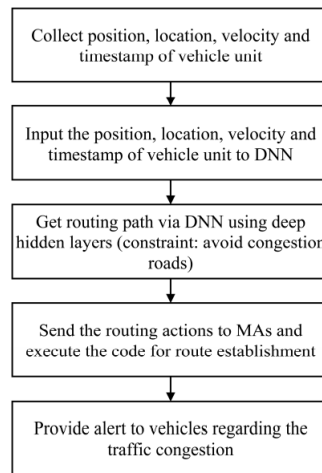 Collect position, location, velocity and
timestamp of vehicle unit
Input the position, location, velocity and
timestamp of vehicle unit to DNN
Get routing path via DNN using deep
hidden layers (constraint: avoid congestion
roads)
Send the routing actions to MAs and
execute the code for route establishment
Provide alert to vehicles regarding the
traffic congestion